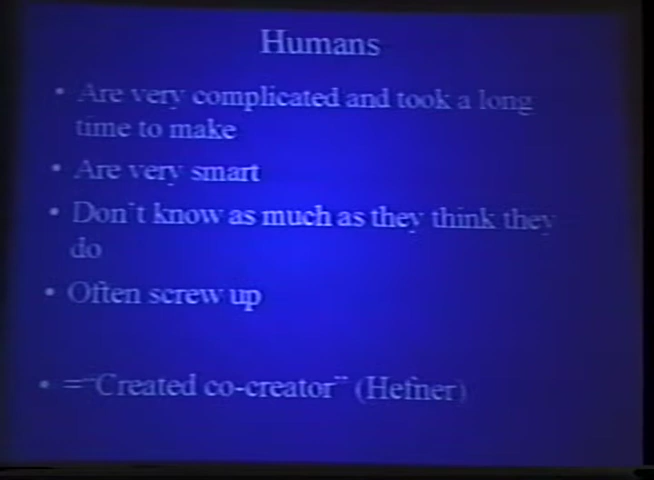 Humans
• Are very complicated and took a long
time to make
• Are very smart
• Don't know as much as they think they
do
• Often screw up
• ="Created co-creator" (Hefner)